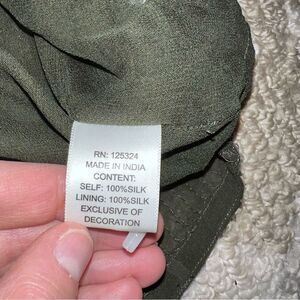 RN: 125324
MADE IN INDIA
CONTENT:
SELF: 100%SILK
LINING: 100%SILK
EXCLUSIVE OF
DECORATION